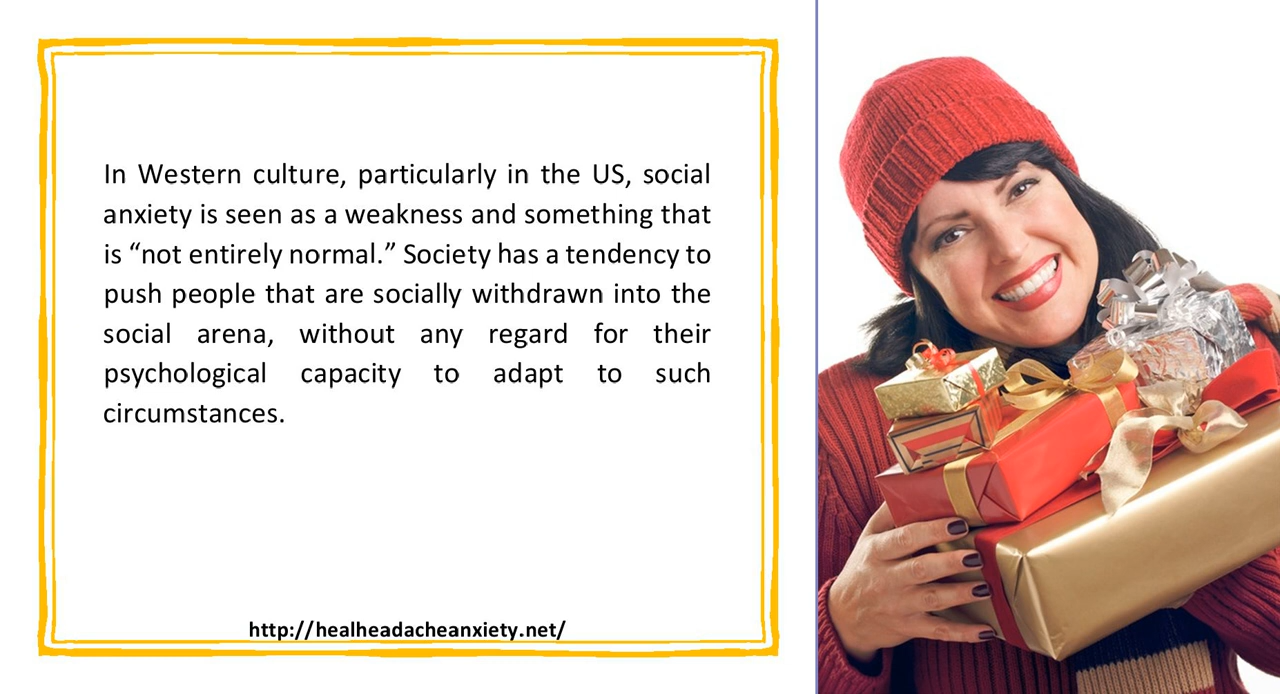 In Western culture, particularly in the US, social
anxiety is seen as a weakness and something that
is “not entirely normal.” Society has a tendency to
push people that are socially withdrawn into the
social arena, without any regard for their
psychological capacity to adapt to such
circumstances.
http://healheadacheanxiety.net/